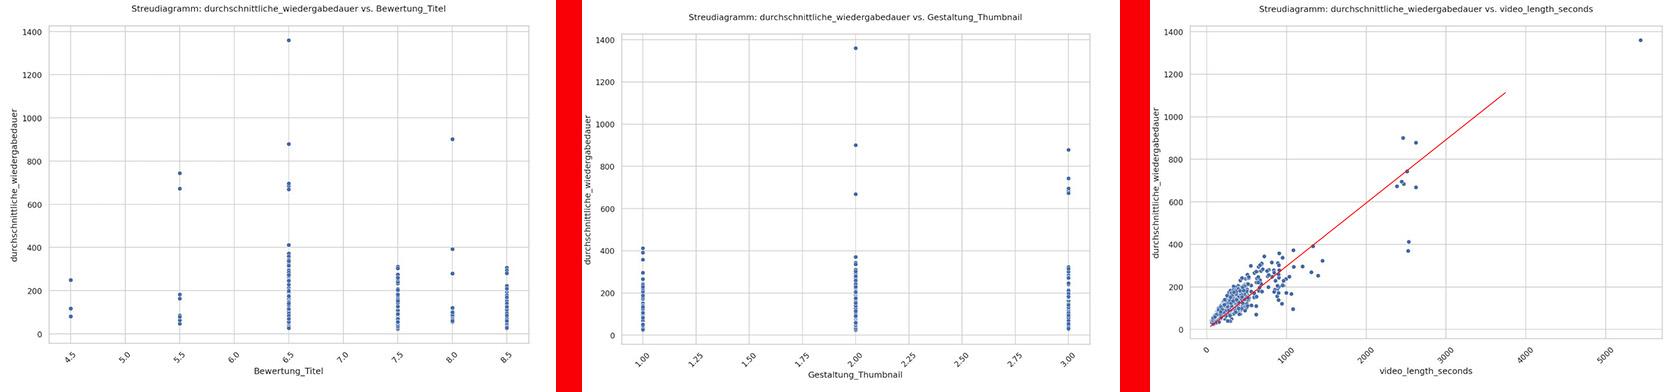 Streudiagramm: durchschnittliche_wiedergabedauer vs. Bewertung_Titel
1400
1200
1000
800
600
400
200
0
durchschnittliche_wiedergabedauer
4.5 5.0 5.5 6.0 6.5 7.0 7.5 8.0 8.5
Bewertung_Titel
Streudiagramm: durchschnittliche_wiedergabedauer vs. Gestaltung_Thumbnail
1400
1200
1000
800
600
400
200
0
durchschnittliche_wiedergabedauer
1.00 1.25 1.50 1.75 2.00 2.25 2.50 2.75 3.00
Gestaltung_Thumbnail
Streudiagramm: durchschnittliche_wiedergabedauer vs. video_length_seconds
1400
1200
1000
800
600
400
200
0
durchschnittliche_wiedergabedauer
0 1000 2000 3000 4000 5000
video_length_seconds